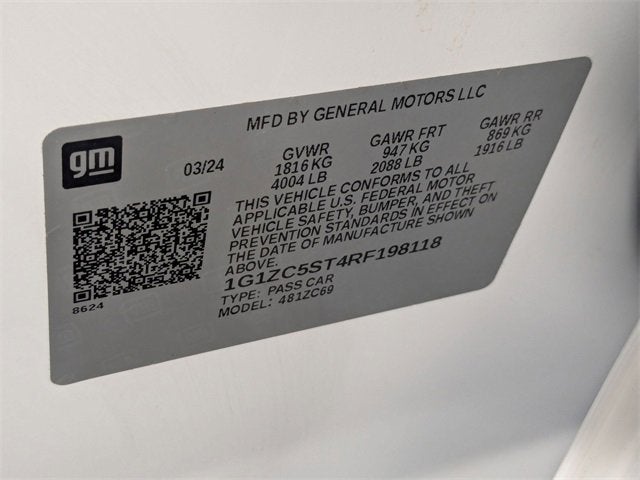 MFD BY GENERAL MOTORS LLC
gm
03/24
GVWR GAWR FRT GAWR RR
1816 KG 947 KG 869 KG
4004 LB 2088 LB 1916 LB
THIS VEHICLE CONFORMS TO ALL
APPLICABLE U.S. FEDERAL MOTOR
VEHICLE SAFETY, BUMPER, AND THEFT
PREVENTION STANDARDS IN EFFECT ON
THE DATE OF MANUFACTURE SHOWN
ABOVE.
1G1ZC5ST4RF198118
TYPE: PASS CAR
MODEL: 481ZC69
8624